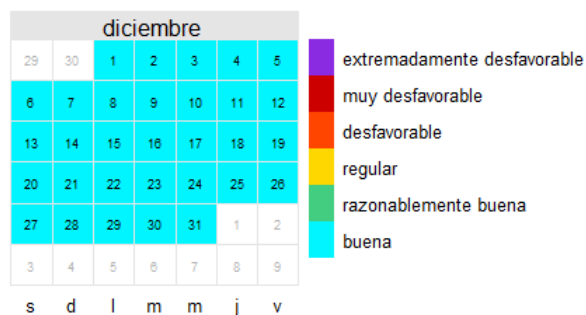 diciembre
29 30 1 2 3 4 5
6 7 8 9 10 11 12
13 14 15 16 17 18 19
20 21 22 23 24 25 26
27 28 29 30 31 1 2
3 4 5 6 7 8 9
s d l m m j v
extremadamente desfavorable
muy desfavorable
desfavorable
regular
razonablemente buena
buena